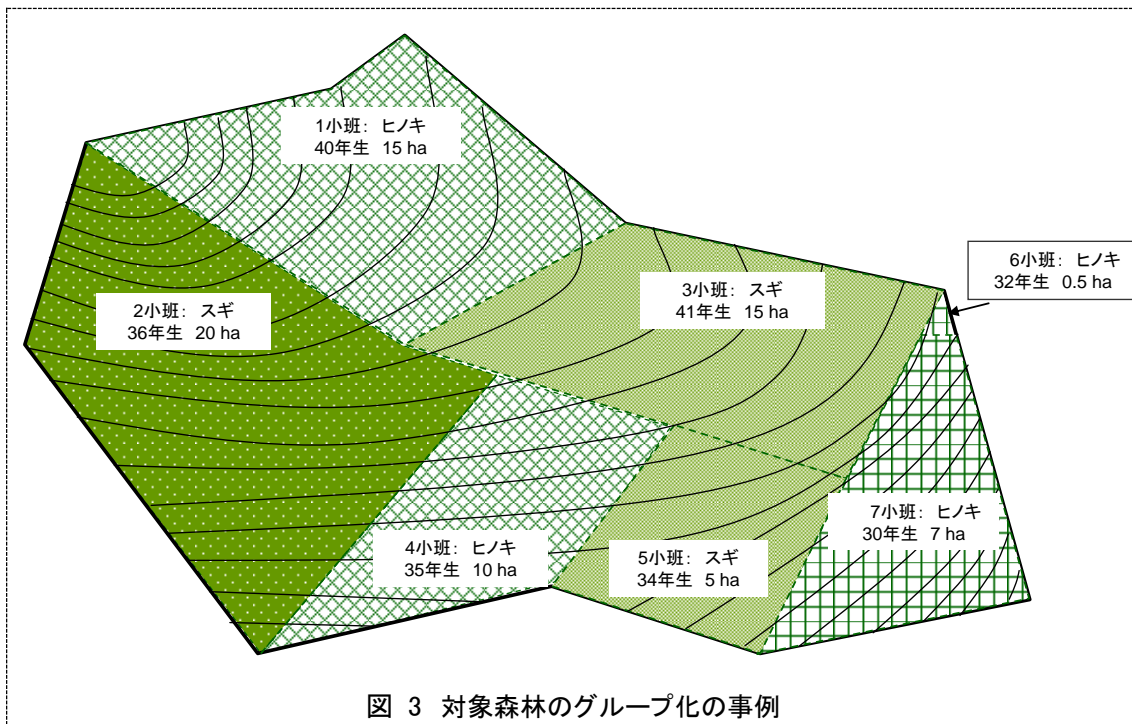 1小班: ヒノキ
40年生 15 ha
6小班: ヒノキ
32年生 0.5 ha
3小班: スギ
41年生 15 ha
2小班: スギ
36年生 20 ha
7小班: ヒノキ
30年生 7 ha
4小班: ヒノキ
35年生 10 ha
5小班: スギ
34年生 5 ha
図 3 対象森林のグループ化の事例